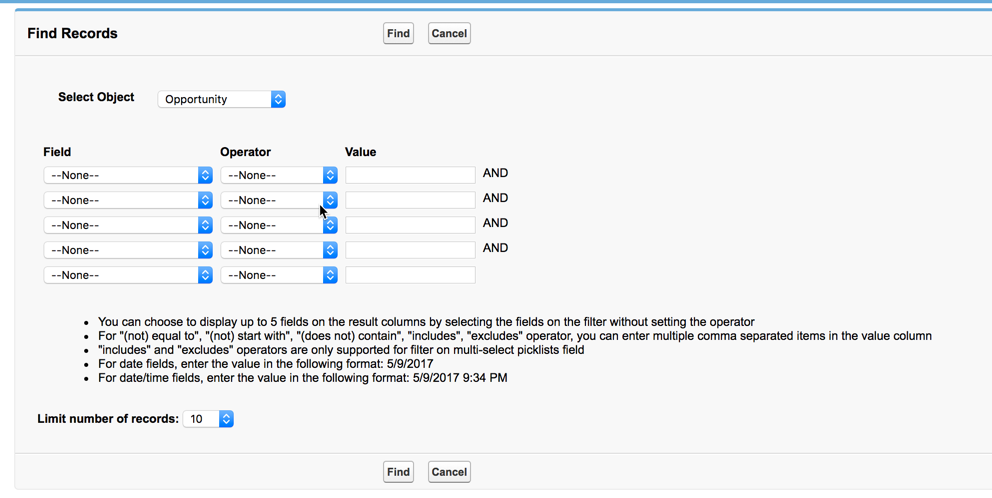 Find Records Find Cancel
Select Object Opportunity
Field Operator Value
--None-- --None-- AND
--None-- --None-- AND
--None-- --None-- AND
--None-- --None-- AND
--None-- --None--
• You can choose to display up to 5 fields on the result columns by selecting the fields on the filter without setting the operator
• For "(not) equal to", "(not) start with", "(does not) contain", "includes", "excludes" operator, you can enter multiple comma separated items in the value column
• "includes" and "excludes" operators are only supported for filter on multi-select picklists field
• For date fields, enter the value in the following format: 5/9/2017
• For date/time fields, enter the value in the following format: 5/9/2017 9:34 PM
Limit number of records: 10
Find Cancel